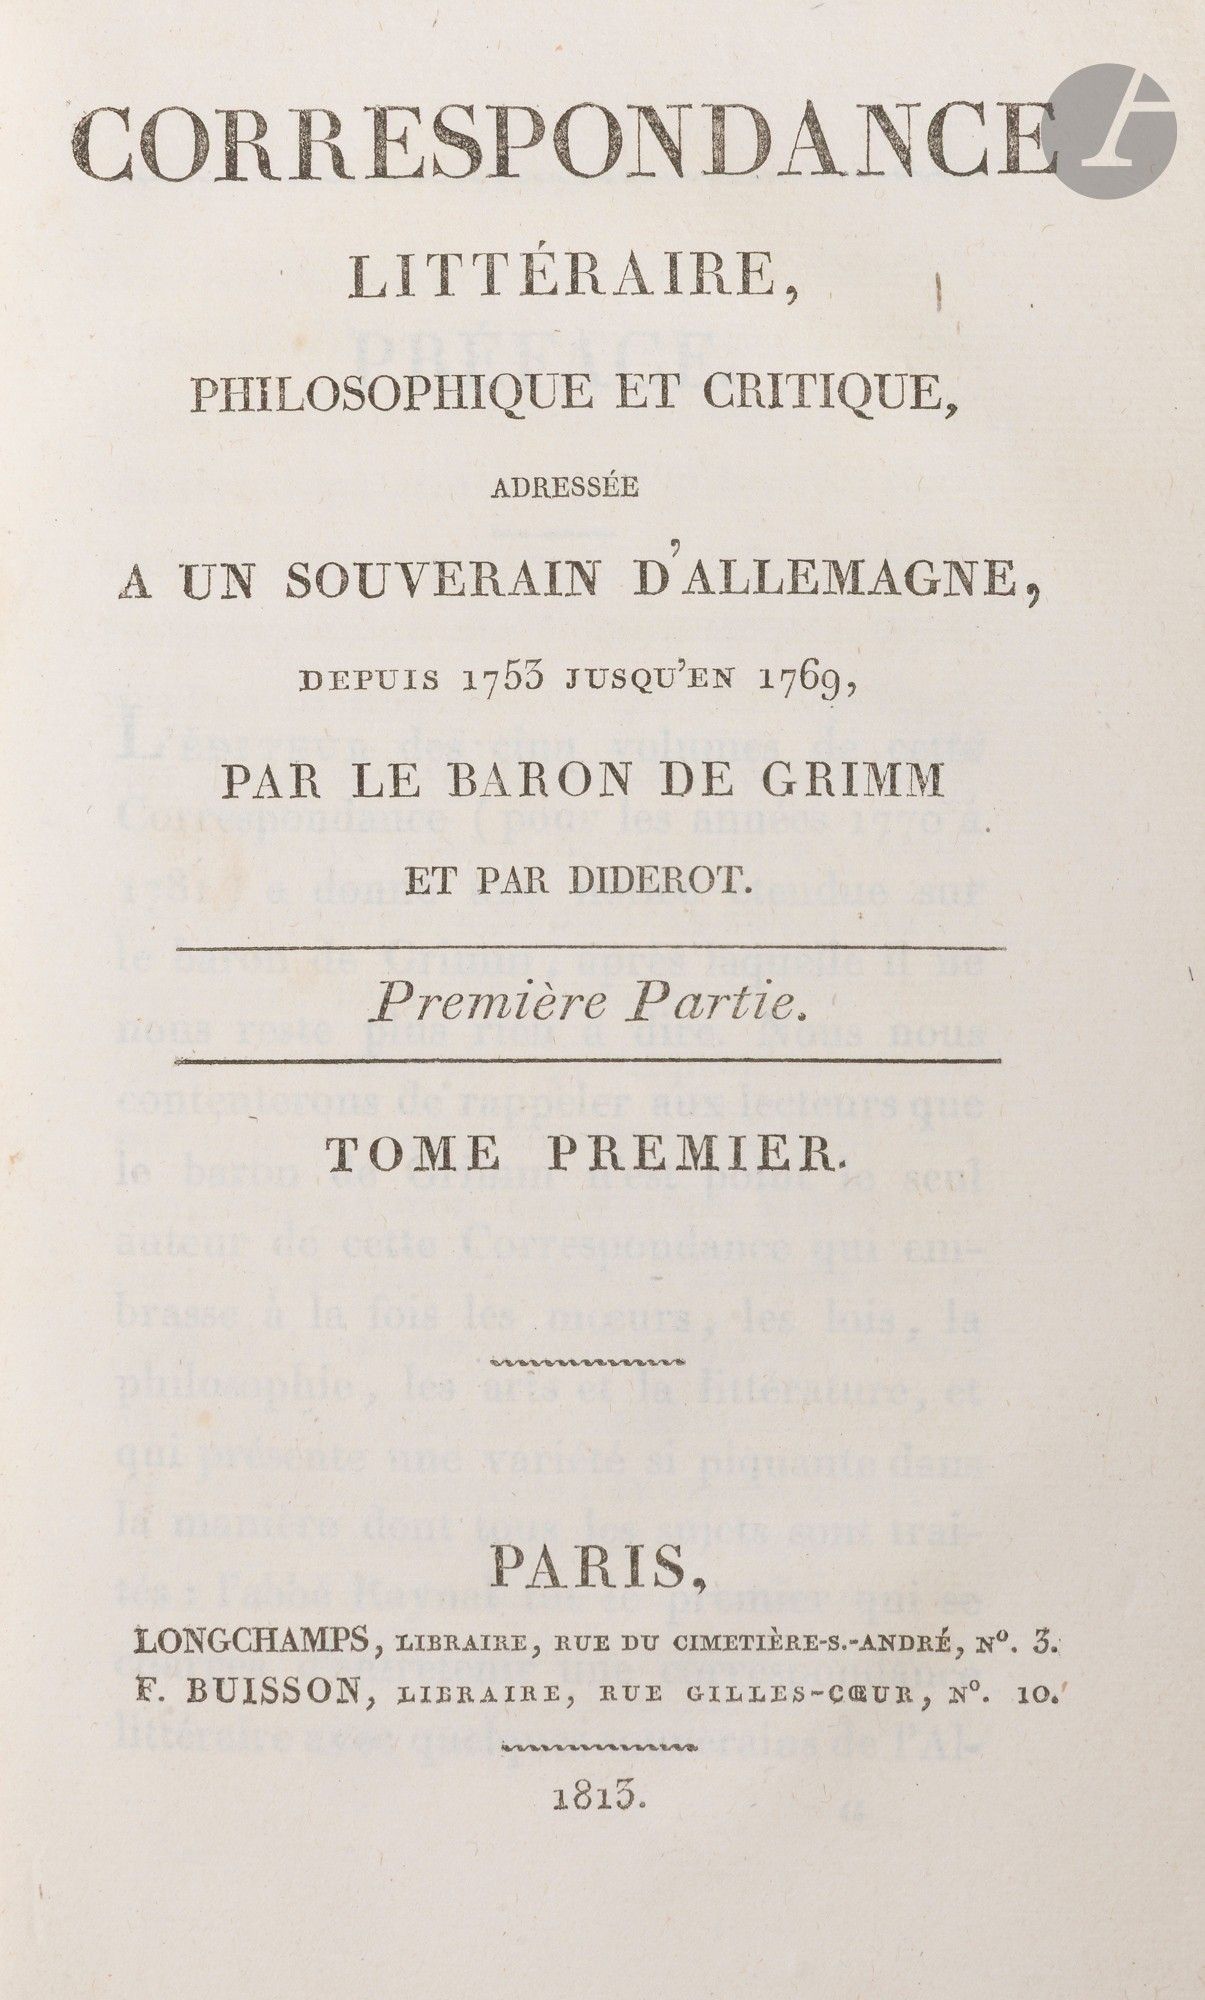 CORRESPONDANCE
LITTÉRAIRE,
PHILOSOPHIQUE ET CRITIQUE,
ADRESSÉE
A UN SOUVERAIN D'ALLEMAGNE,
DEPUIS 1753 JUSQU'EN 1769,
PAR LE BARON DE GRIMM
ET PAR DIDEROT.
Première Partie.
TOME PREMIER.
PARIS,
LONGCHAMPS, LIBRAIRE, RUE DU CIMETIÈRE-S.-ANDRÉ, Nº. 3.
F. BUISSON, LIBRAIRE, RUE GILLES-CŒUR, Nº. 10.
1813.